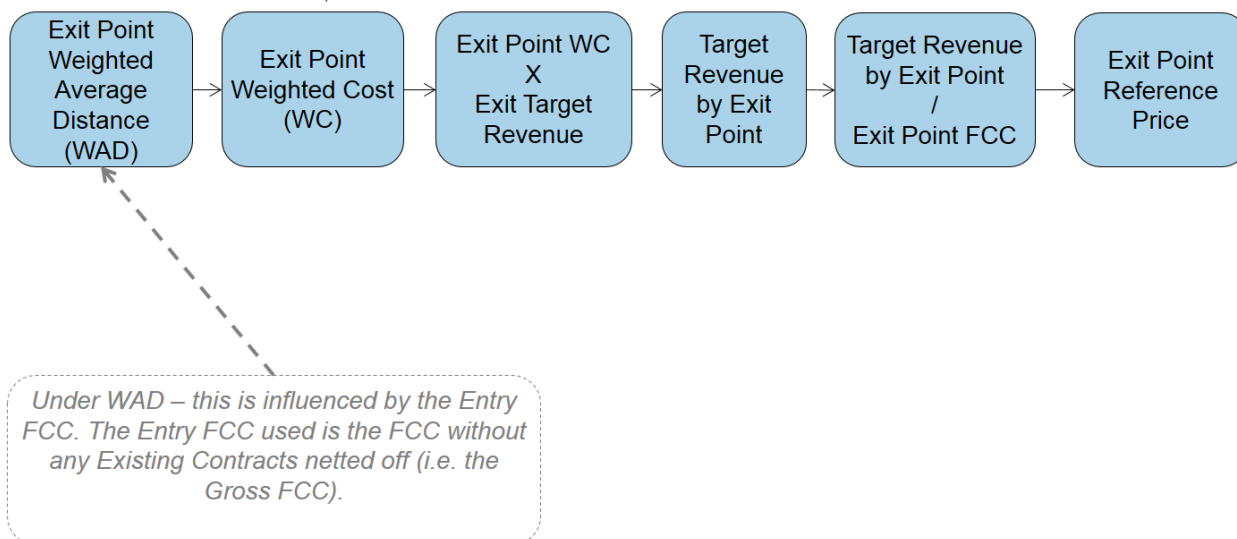 Exit Point
Weighted
Average
Distance
(WAD)
Exit Point
Weighted Cost
(WC)
Exit Point WC
X
Exit Target
Revenue
Target
Revenue
by Exit
Point
Target Revenue
by Exit Point
/
Exit Point FCC
Exit Point
Reference
Price
Under WAD – this is influenced by the Entry
FCC. The Entry FCC used is the FCC without
any Existing Contracts netted off (i.e. the
Gross FCC).